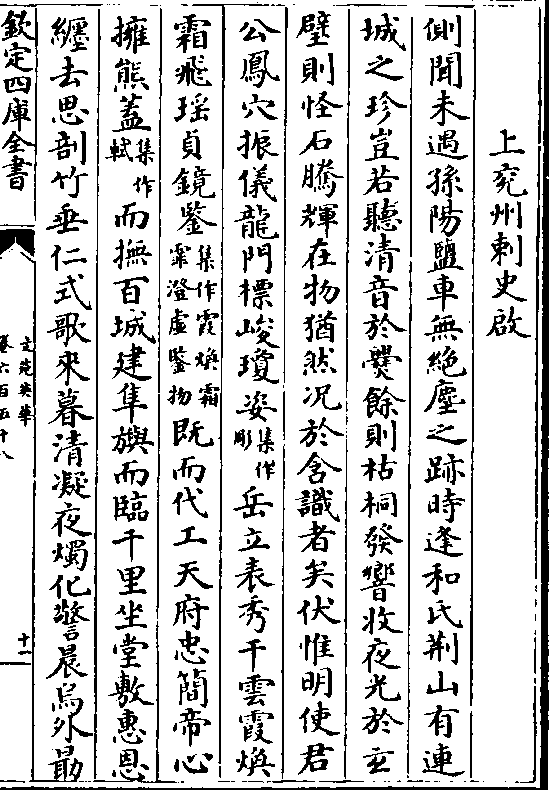 上兖州刺史啟
側聞未遇孫陽鹽車無絶塵之跡時逢和氏荆山有連
城之珍豈若聽清音於爨餘則枯桐發響收夜光於玄
壁則怪石騰輝在物猶然况於含識者矣伏惟明使君
公鳳穴振儀龍門標峻瓊姿集作彫岳立表秀干雲霞煥
霜飛瑶貞鏡鑒集作霞煥霜霏澄虛鑒物既而代工天府忠簡帝心
擁熊蓋集作軾而撫百城建隼旟而臨千里坐堂敷惠恩
纏去思剖竹垂仁式歌來暮清凝夜燭化警晨烏外勗
欽定四庫全書
文苑英華
卷六百五十八
十一